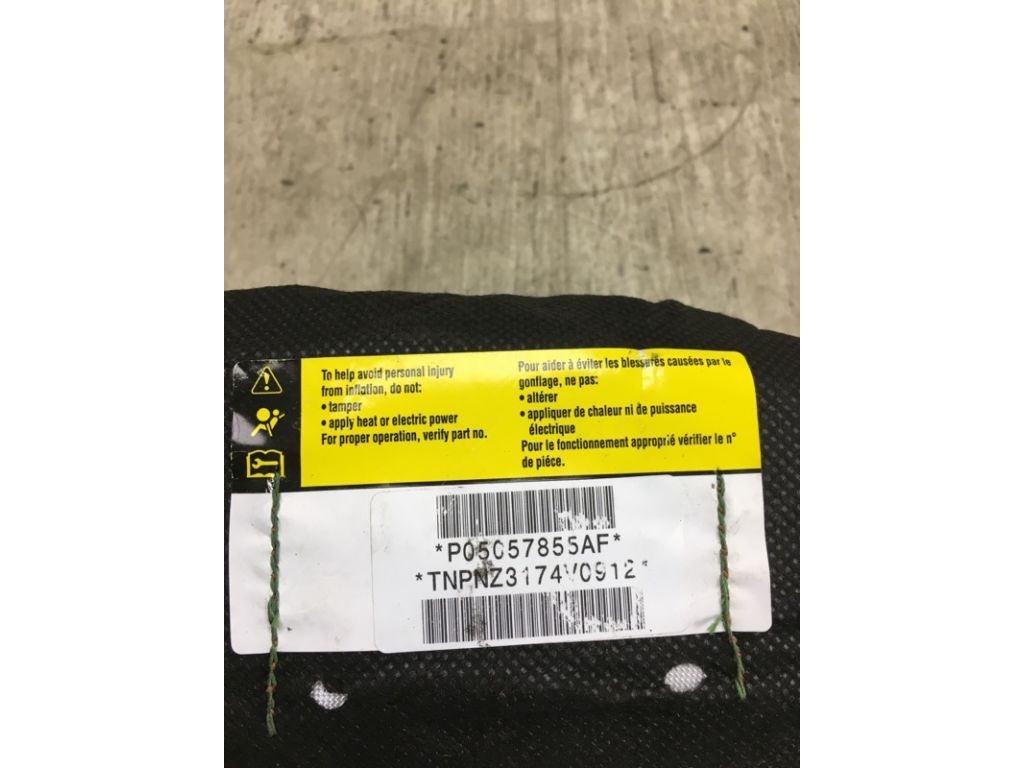 To help avoid personal injury
from inflation, do not:
• tamper
• apply heat or electric power
For proper operation, verify part no.
Pour aider à éviter les blessures causées par le
gonflage, ne pas:
• altérer
• appliquer de chaleur ni de puissance
électrique
Pour le fonctionnement approprié vérifier le n°
de piéce.
*P05057855AF*
*TNPNZ3174V0912*